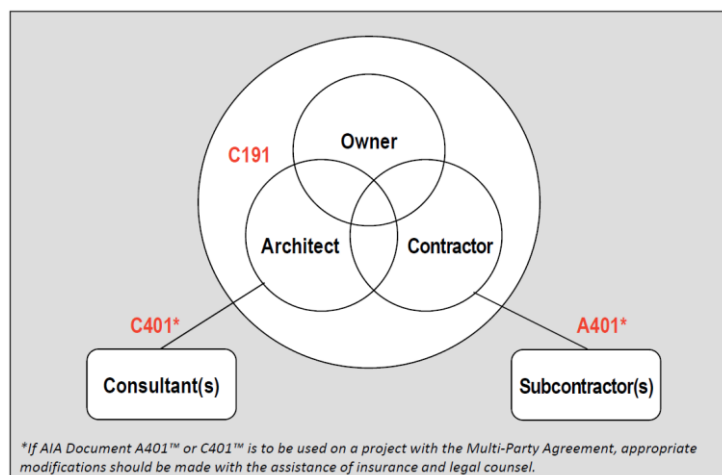 Owner
C191
Architect
Contractor
C401*
A401*
Consultant(s)
Subcontractor(s)
*If AIA Document A401™ or C401™ is to be used on a project with the Multi-Party Agreement, appropriate
modifications should be made with the assistance of insurance and legal counsel.